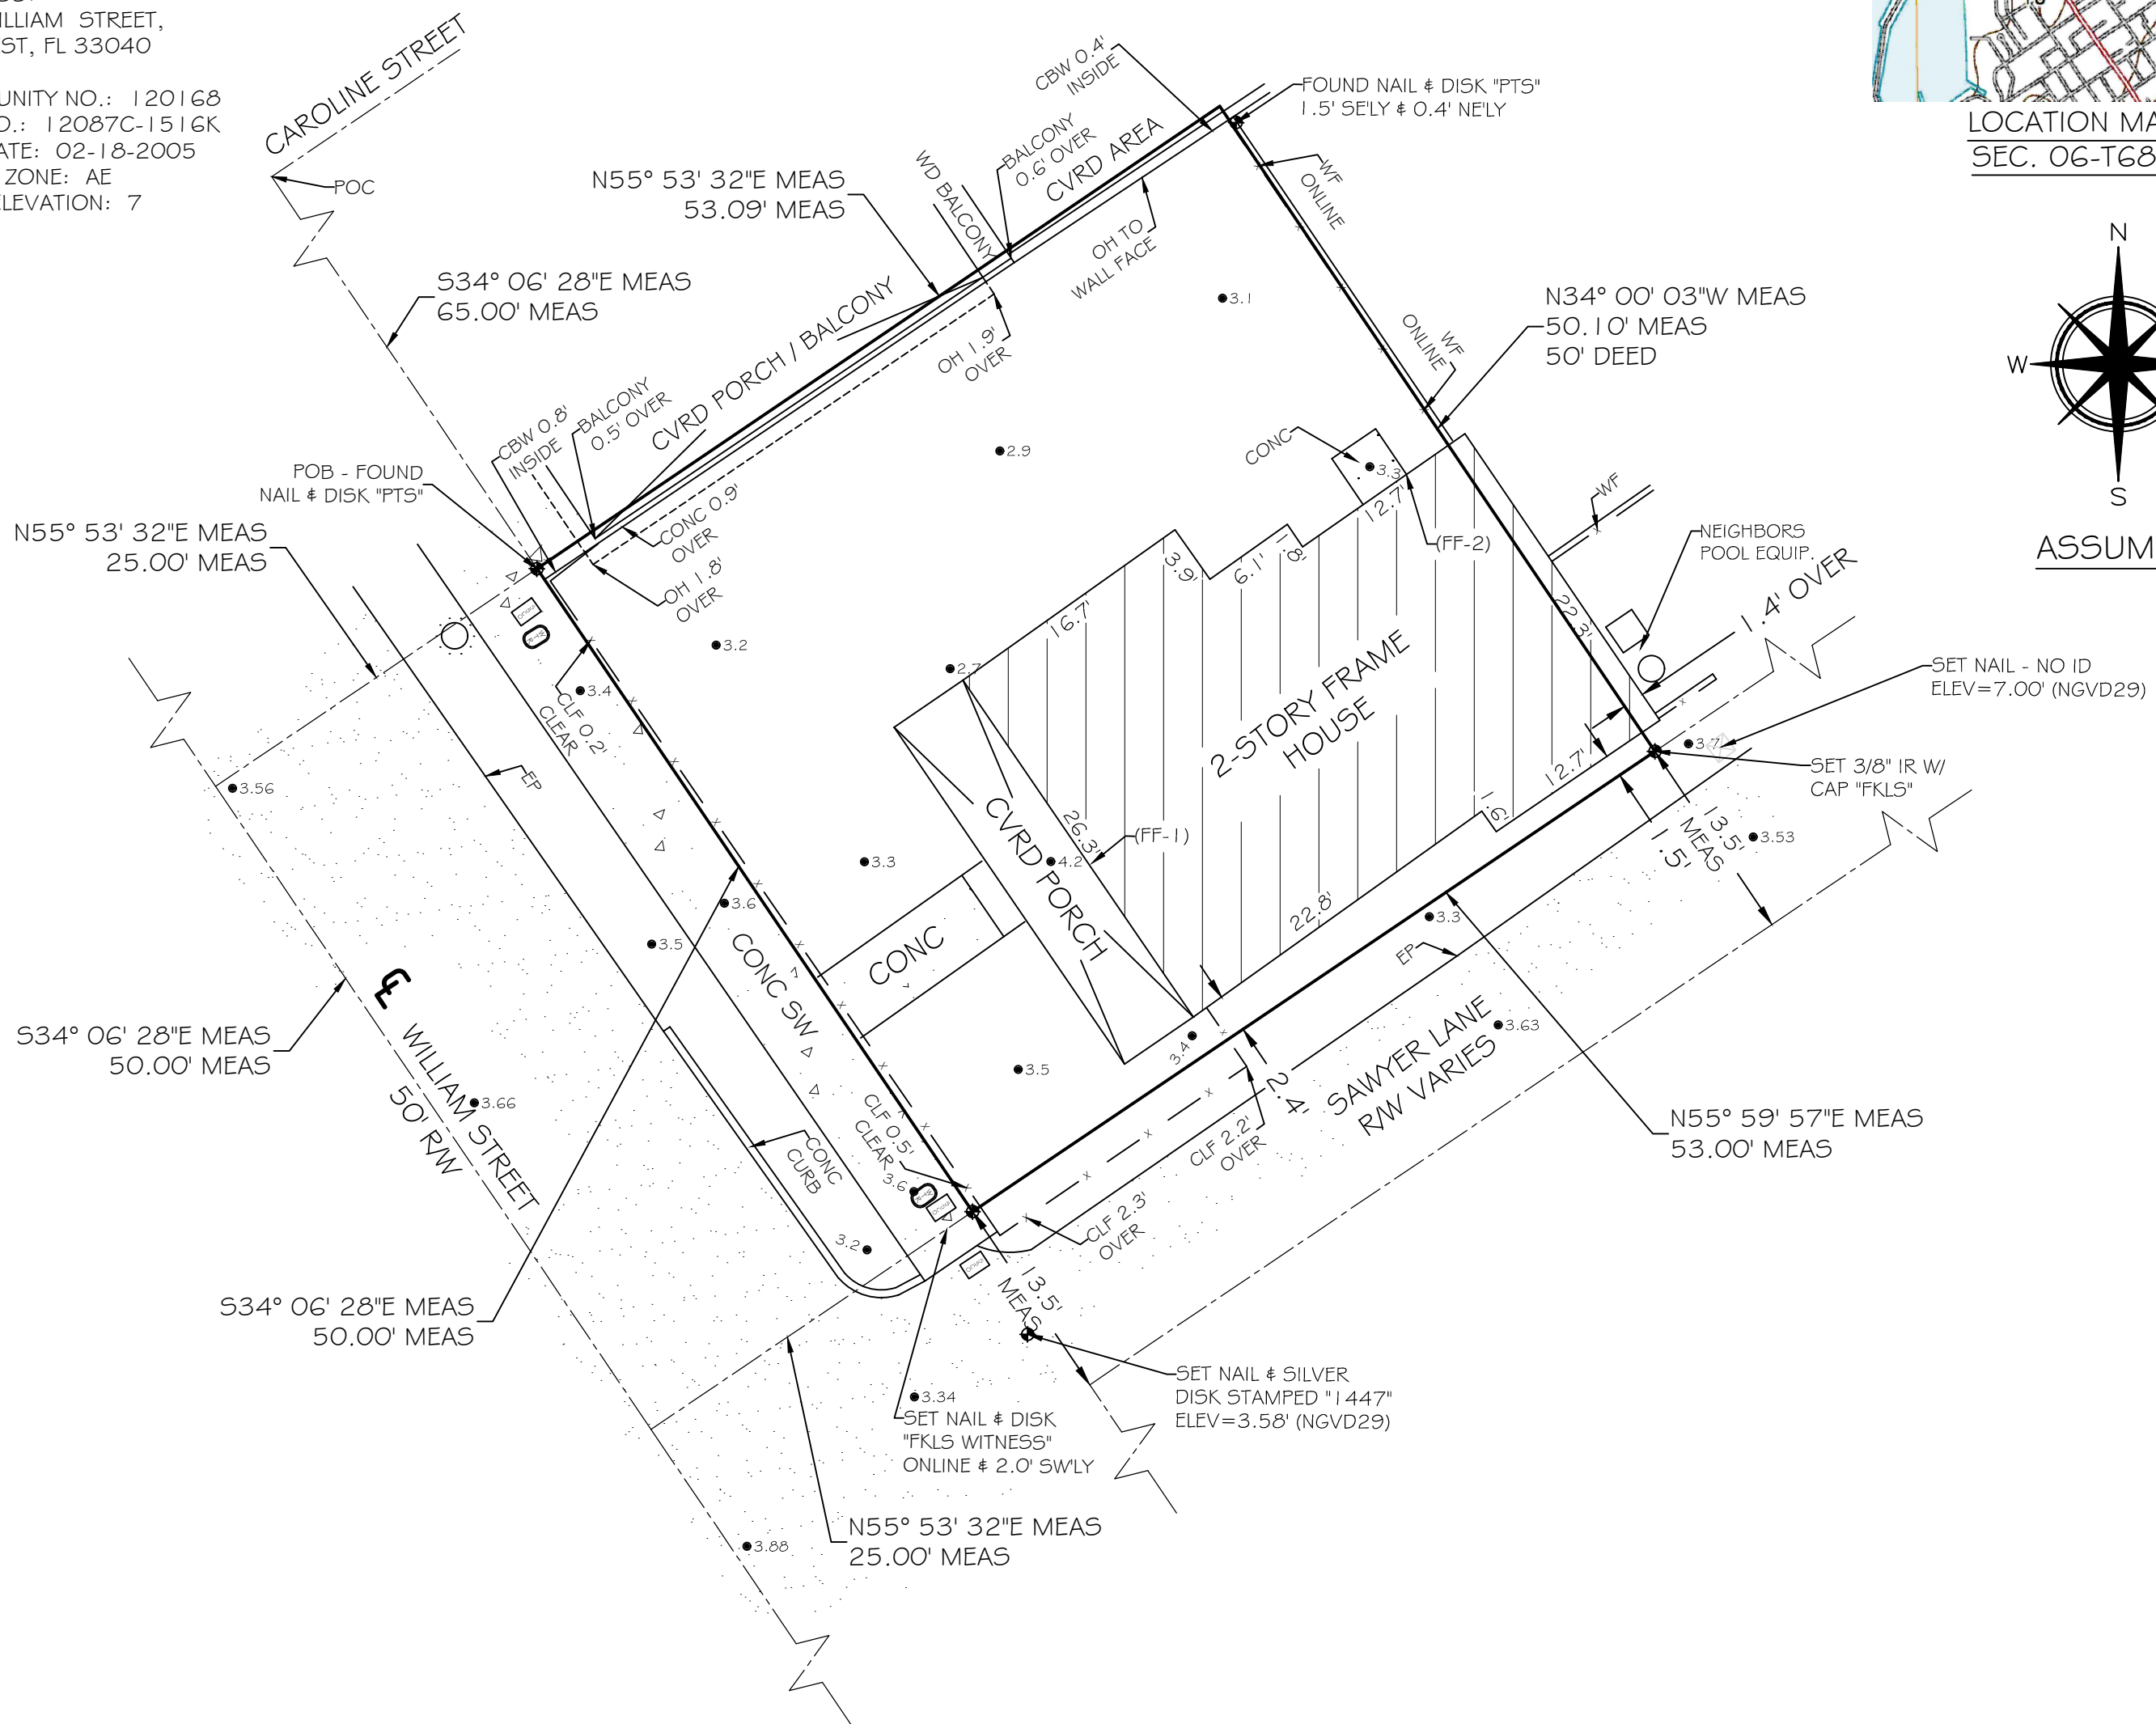 ILLIAM STREET,
ST, FL 33040
UNITY NO.: 120168
O.: 12087C-1516K
ATE: 02-18-2005
ZONE: AE
ELEVATION: 7
CAROLINE STREET
POC
CBW 0.4'
INSIDE
FOUND NAIL & DISK "PTS"
1.5' SE'LY & 0.4' NE'LY
LOCATION MA
SEC. 06-T68
N
W
S
ASSUM
N55° 53' 32"E MEAS
53.09' MEAS
WD BALCONY
BALCONY
0.6' OVER
CVRD AREA
WF
ONLINE
OH TO
WALL FACE
S34° 06' 28"E MEAS
65.00' MEAS
3.1
N34° 00' 03"W MEAS
50.10' MEAS
50' DEED
WF
ONLINE
CVRD PORCH / BALCONY
OH 1.9'
OVER
CBW 0.8'
INSIDE
BALCONY
0.5' OVER
POB - FOUND
NAIL & DISK "PTS"
2.9
CONC
3.3
12.7'
(FF-2)
WF
NEIGHBORS
POOL EQUIP.
N55° 53' 32"E MEAS
25.00' MEAS
CONC 0.9'
OVER
OH 1.8'
OVER
3.9'
6.1'
1.8'
16.7'
22.3'
1.4' OVER
3.2
2.7
3.4
CLF 0.2'
CLEAR
2-STORY FRAME
HOUSE
SET NAIL - NO ID
ELEV=7.00' (NGVD29)
3.7
SET 3/8" IR W/
CAP "FKLS"
EP
3.56
12.7'
1.6'
13.5'
MEAS
1.5'
3.53
CVRD PORCH
26.3'
(FF-1)
4.2
3.3
3.6
3.5
CONC SW
CONC
22.8'
3.3
EP
℄
WILLIAM STREET
50' R/W
S34° 06' 28"E MEAS
50.00' MEAS
3.66
3.5
3.4
2.4'
SAWYER LANE
R/W VARIES
3.63
CLF 2.2'
OVER
N55° 59' 57"E MEAS
53.00' MEAS
CLF 0.5'
CLEAR
CONC
CURB
3.6
3.2
CLF 2.3'
OVER
13.5'
MEAS
S34° 06' 28"E MEAS
50.00' MEAS
SET NAIL & SILVER
DISK STAMPED "1447"
ELEV=3.58' (NGVD29)
3.34
SET NAIL & DISK
"FKLS WITNESS"
ONLINE & 2.0' SW'LY
N55° 53' 32"E MEAS
25.00' MEAS
3.88